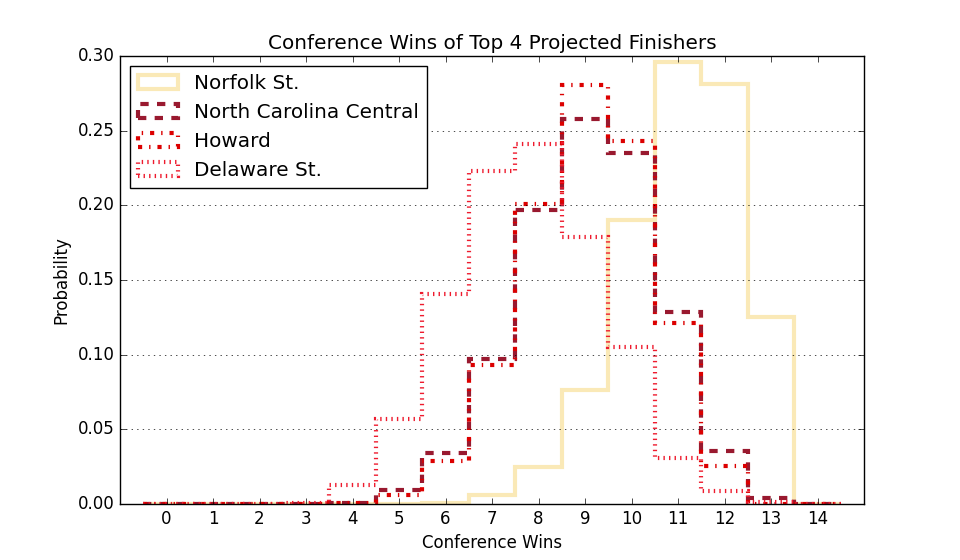 Conference Wins of Top 4 Projected Finishers
0.30
0.25
0.20
0.15
0.10
0.05
0.00
Probability
Norfolk St.
North Carolina Central
Howard
Delaware St.
0 1 2 3 4 5 6 7 8 9 10 11 12 13 14
Conference Wins